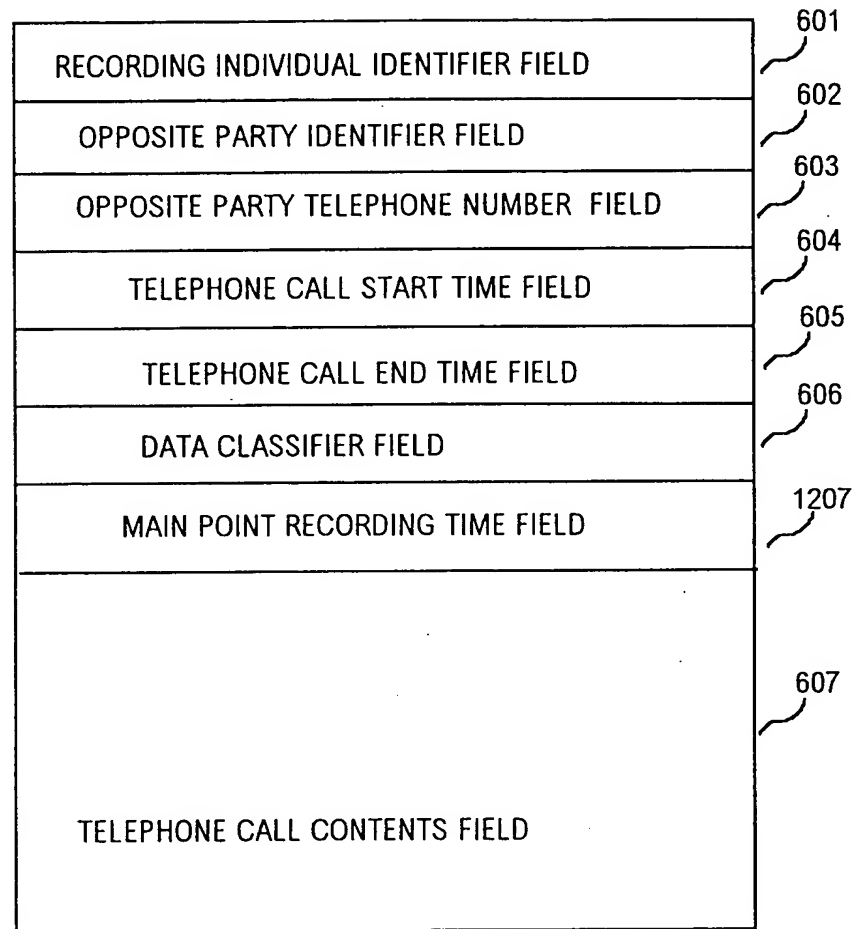 601
RECORDING INDIVIDUAL IDENTIFIER FIELD
602
OPPOSITE PARTY IDENTIFIER FIELD
603
OPPOSITE PARTY TELEPHONE NUMBER FIELD
604
TELEPHONE CALL START TIME FIELD
605
TELEPHONE CALL END TIME FIELD
606
DATA CLASSIFIER FIELD
1207
MAIN POINT RECORDING TIME FIELD
607
TELEPHONE CALL CONTENTS FIELD